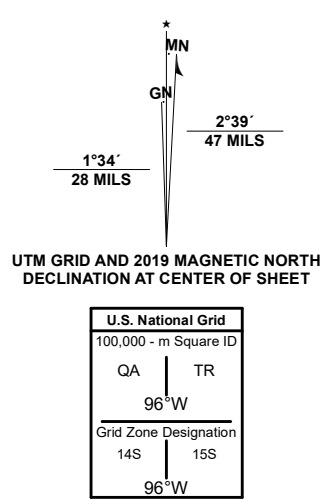 ★
MN
GN
2°39´
47 MILS
1°34´
28 MILS
UTM GRID AND 2019 MAGNETIC NORTH
DECLINATION AT CENTER OF SHEET
U.S. National Grid
100,000 - m Square ID
QA TR
96°W
Grid Zone Designation
14S 15S
96°W